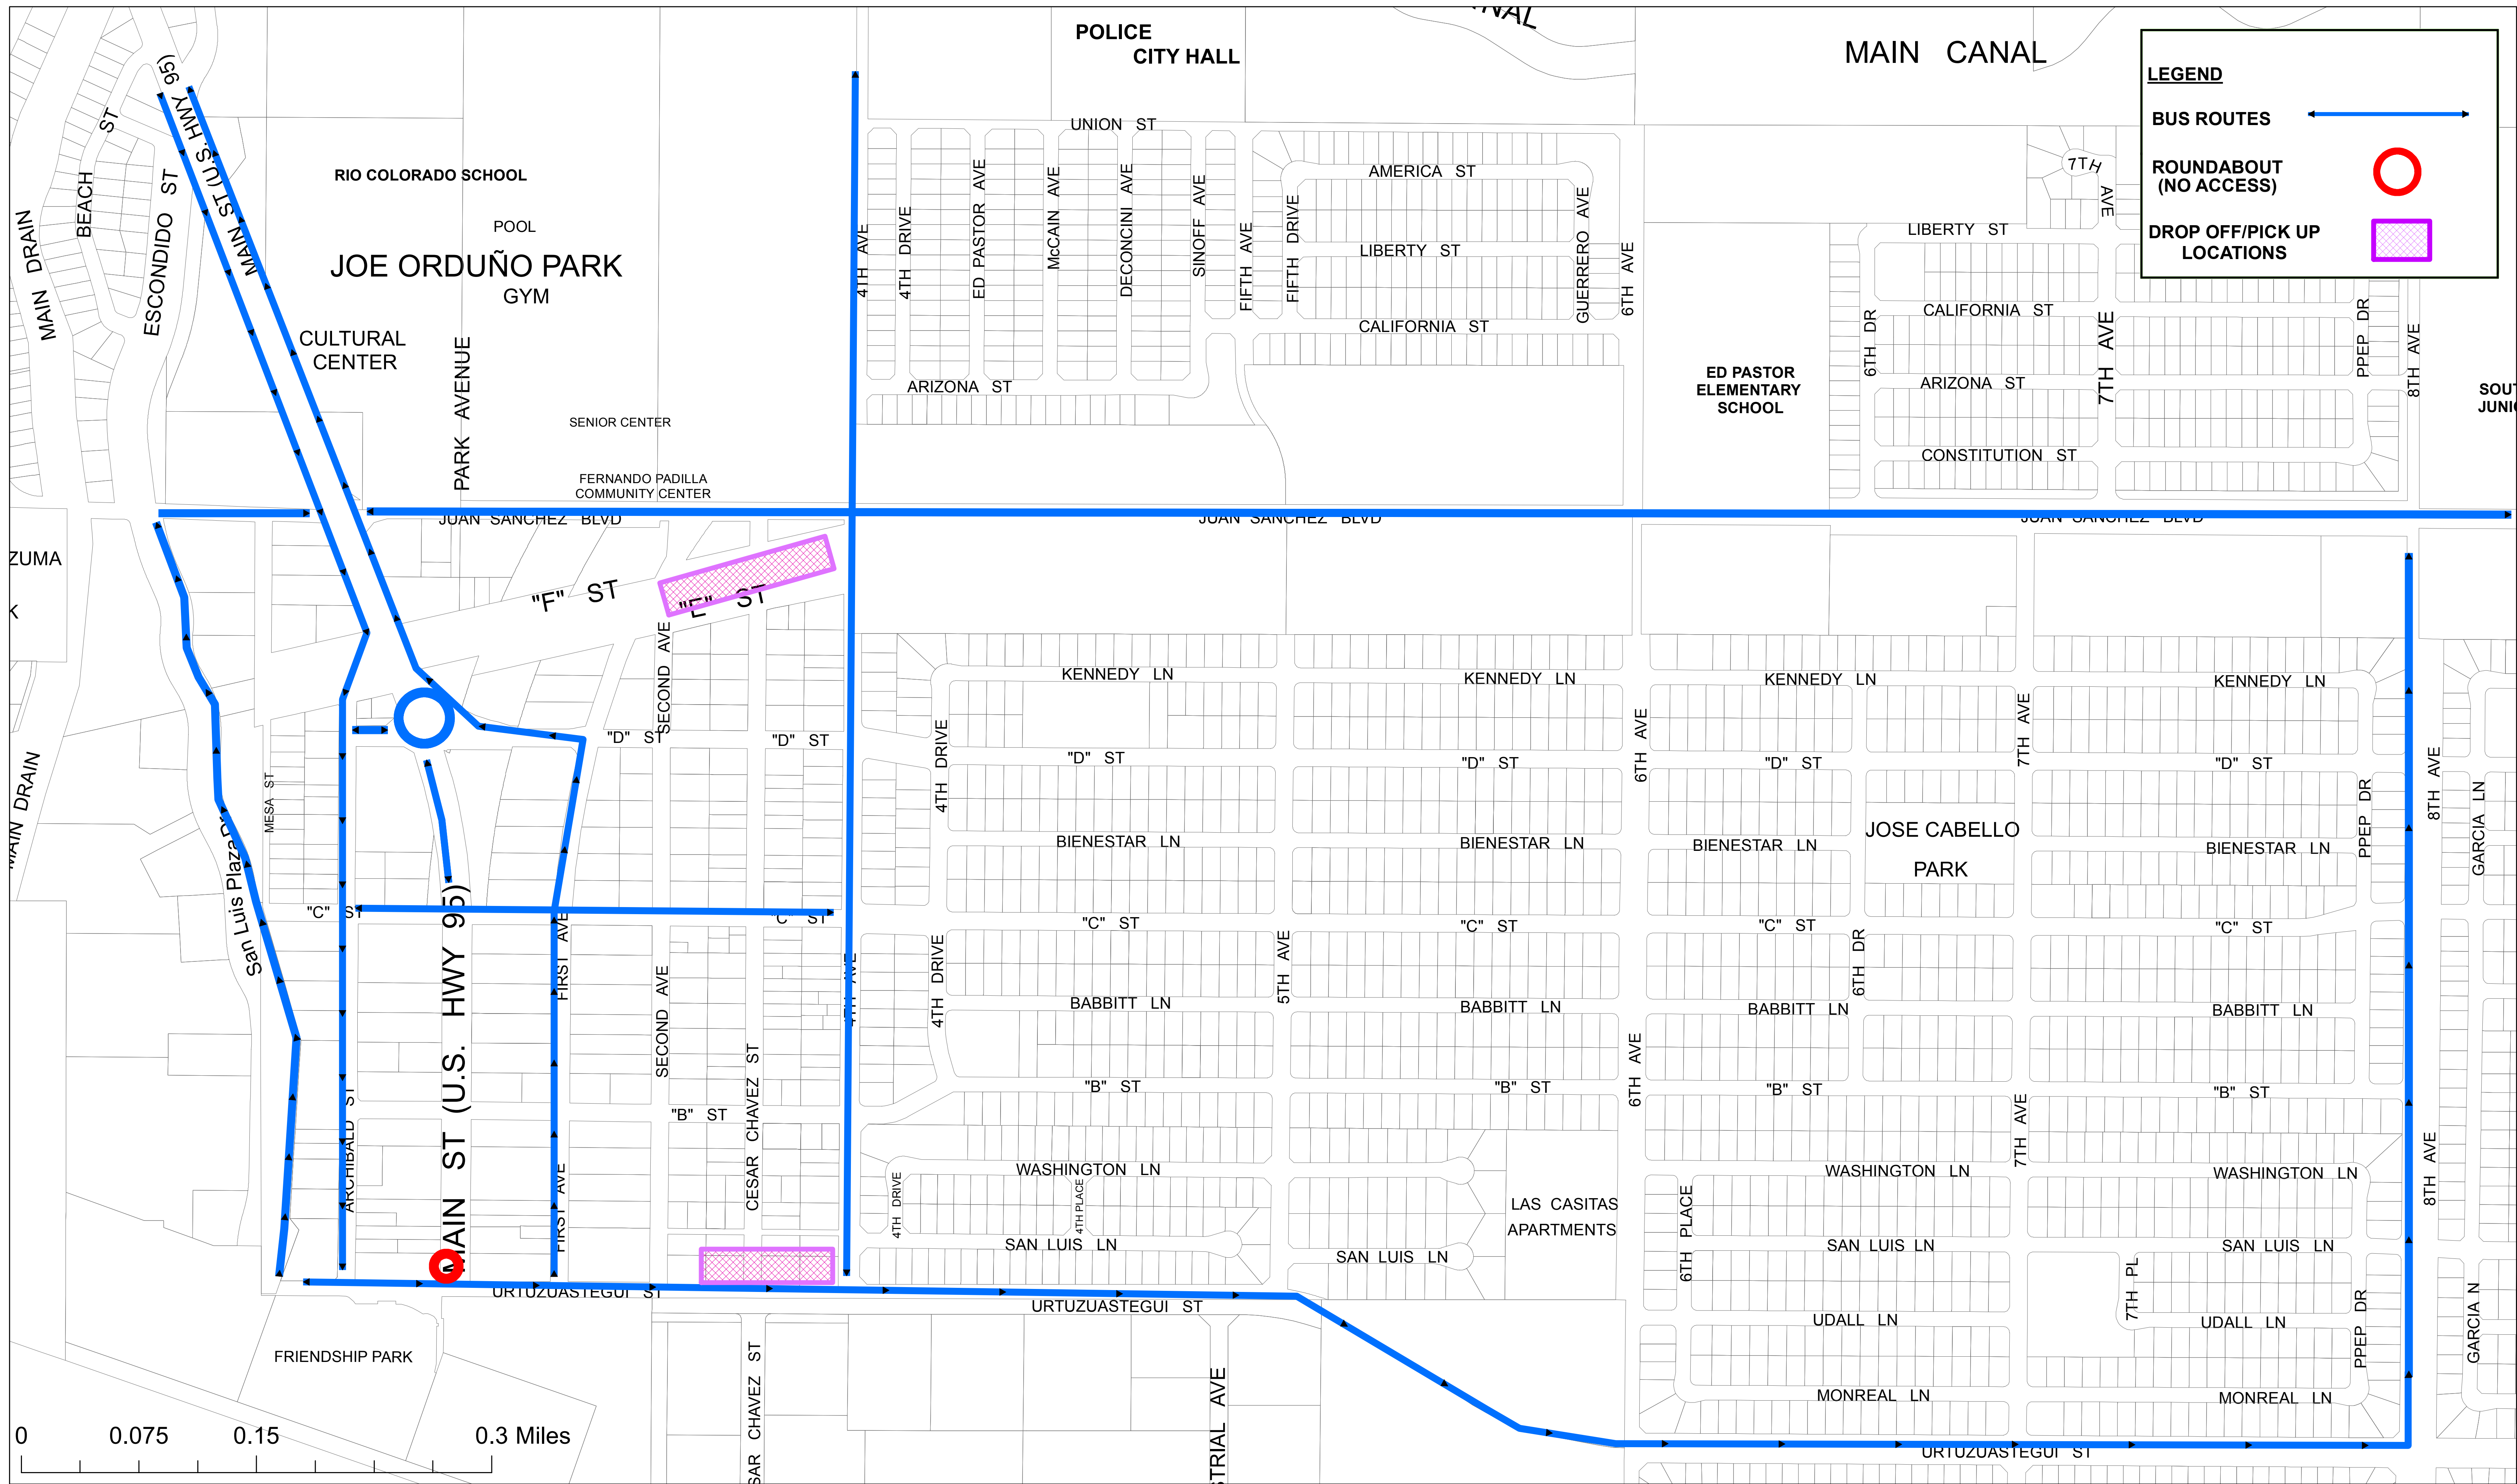 POLICE
CITY HALL
MAIN CANAL
LEGEND
BUS ROUTES
ROUNDABOUT
(NO ACCESS)
DROP OFF/PICK UP
LOCATIONS
MAIN ST (U.S. HWY 95)
BEACH ST
ESCONDIDO ST
MAIN DRAIN
RIO COLORADO SCHOOL
POOL
JOE ORDUÑO PARK
GYM
CULTURAL
CENTER
PARK AVENUE
SENIOR CENTER
FERNANDO PADILLA
COMMUNITY CENTER
UNION ST
4TH AVE
4TH DRIVE
ED PASTOR AVE
McCAIN AVE
DECONCINI AVE
SINOFF AVE
FIFTH AVE
FIFTH DRIVE
AMERICA ST
LIBERTY ST
GUERRERO AVE
6TH AVE
CALIFORNIA ST
ARIZONA ST
7TH AVE
LIBERTY ST
CALIFORNIA ST
6TH DR
7TH AVE
PPEP DR
8TH AVE
ARIZONA ST
CONSTITUTION ST
ED PASTOR
ELEMENTARY
SCHOOL
JUAN SANCHEZ BLVD
JUAN SANCHEZ BLVD
JUAN SANCHEZ BLVD
"F" ST
"E" ST
SECOND AVE
"D" ST
"D" ST
MESA ST
MAIN DRAIN
San Luis Plaza Dr
"C" ST
"C" ST
MAIN ST (U.S. HWY 95)
FIRST AVE
SECOND AVE
4TH AVE
ARCHIBALD ST
FIRST AVE
"B" ST
CESAR CHAVEZ ST
KENNEDY LN
KENNEDY LN
KENNEDY LN
KENNEDY LN
4TH DRIVE
6TH AVE
7TH AVE
"D" ST
"D" ST
"D" ST
"D" ST
8TH AVE
PPEP DR
GARCIA LN
BIENESTAR LN
BIENESTAR LN
BIENESTAR LN
BIENESTAR LN
JOSE CABELLO
PARK
"C" ST
"C" ST
"C" ST
"C" ST
4TH DRIVE
5TH AVE
6TH DR
BABBITT LN
BABBITT LN
BABBITT LN
BABBITT LN
6TH AVE
7TH AVE
"B" ST
"B" ST
"B" ST
"B" ST
8TH AVE
WASHINGTON LN
WASHINGTON LN
WASHINGTON LN
4TH DRIVE
4TH PLACE
LAS CASITAS
APARTMENTS
6TH PLACE
SAN LUIS LN
SAN LUIS LN
SAN LUIS LN
SAN LUIS LN
7TH PL
PPEP DR
GARCIA N
URTUZUASTEGUI ST
URTUZUASTEGUI ST
UDALL LN
UDALL LN
FRIENDSHIP PARK
MONREAL LN
MONREAL LN
URTUZUASTEGUI ST
0 0.075 0.15 0.3 Miles